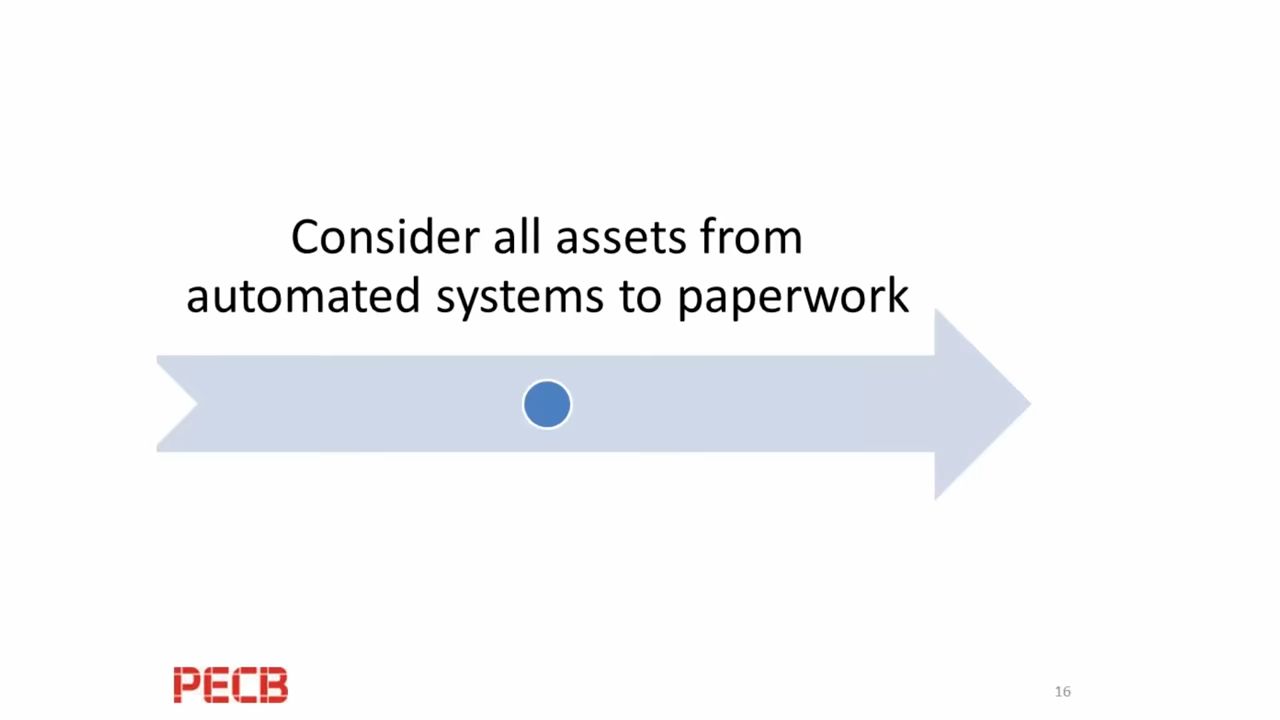 Consider all assets from
automated systems to paperwork
PECB
16